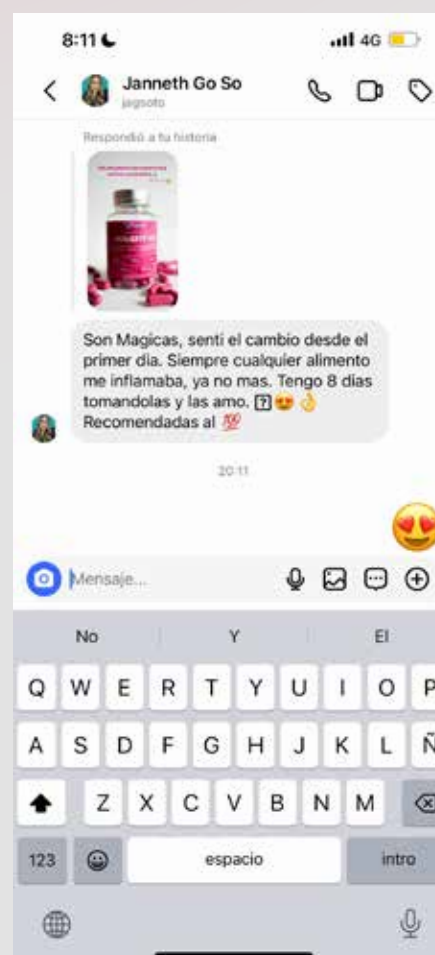 8:11
4G
Janneth Go So
jagsoto
Respondió a tu historia
Son Magicas, senti el cambio desde el
primer dia. Siempre cualquier alimento
me inflamaba, ya no mas. Tengo 8 dias
tomandolas y las amo. 😍👌
Recomendadas al 💯
20:11
Mensaje...
No Y El
Q W E R T Y U I O P
A S D F G H J K L Ñ
Z X C V B N M
123 espacio intro